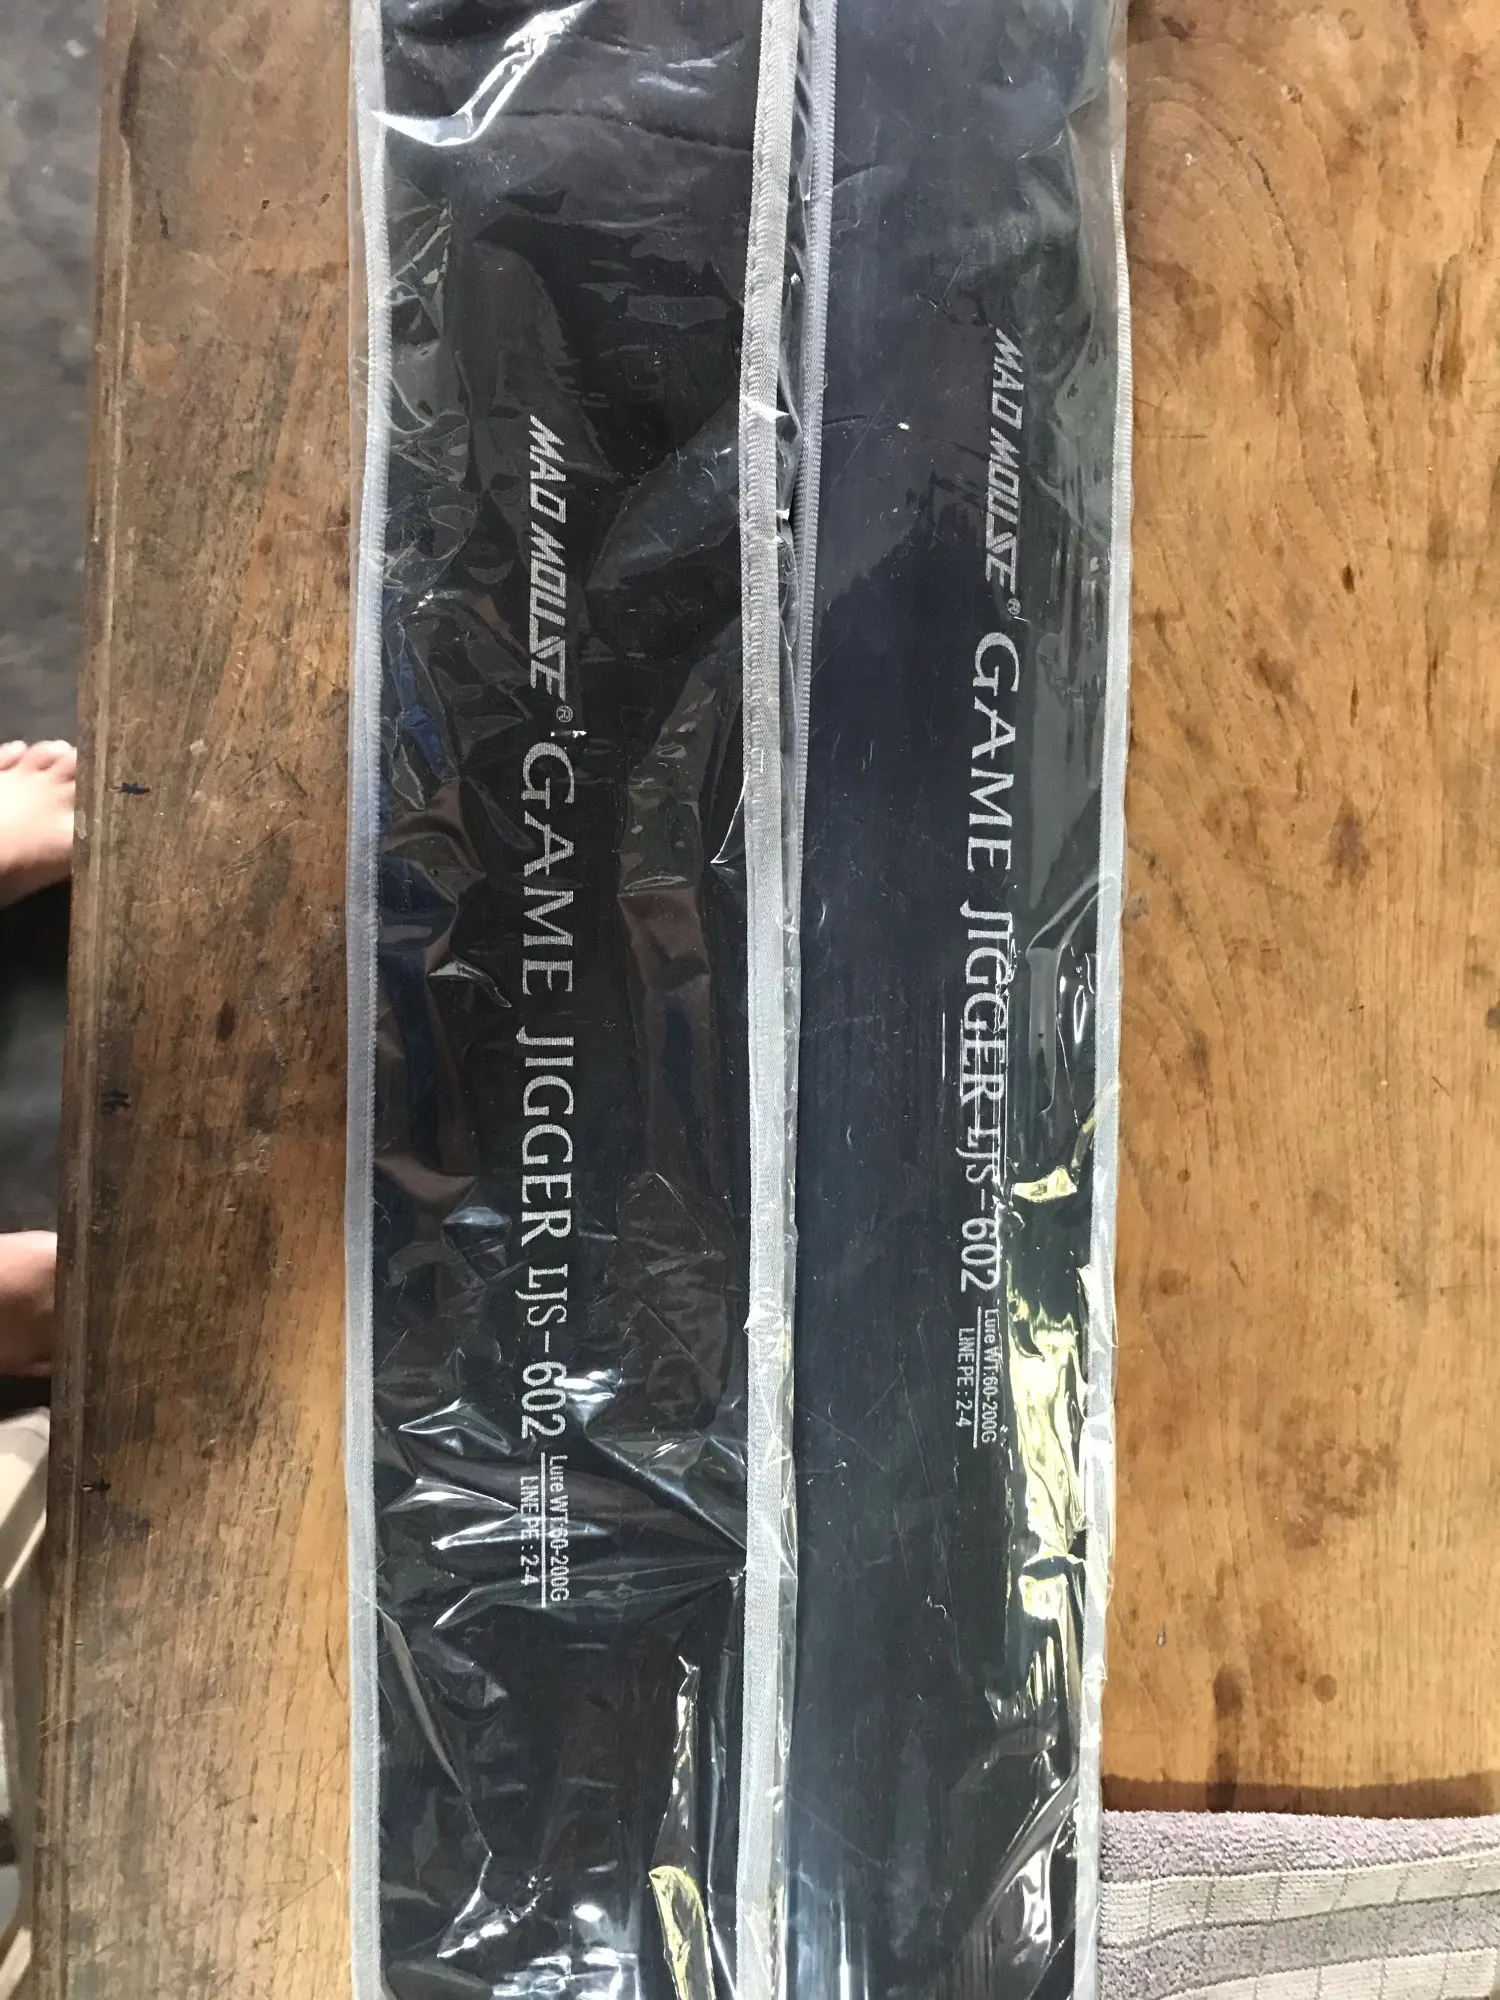 MAD MOUSE® GAME JIGGER LJS-602
Lure WT:60-200G
LINE PE : 2-4
MAD MOUSE® GAME JIGGER LJS-602
Lure WT:60-200G
LINE PE : 2-4